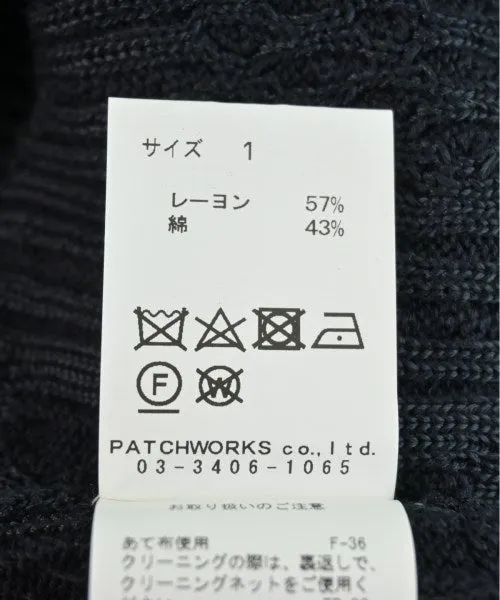 サイズ 1
レーヨン 57%
綿 43%
F
W
PATCHWORKS co.,ltd.
03-3406-1065
お取り扱いのご注意
あて布使用 F-36
クリーニングの際は、裏返しで、
クリーニングネットをご使用く